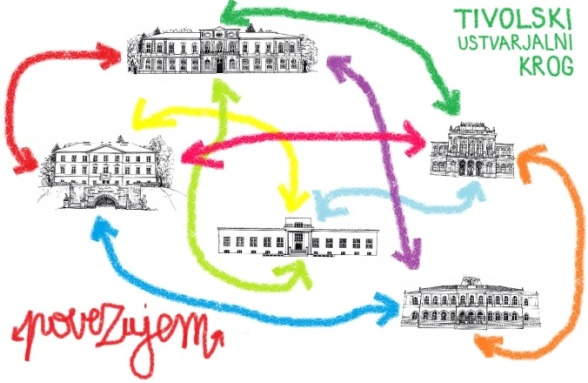 TIVOLSKI
USTVARJALNI
KROG
povezujem